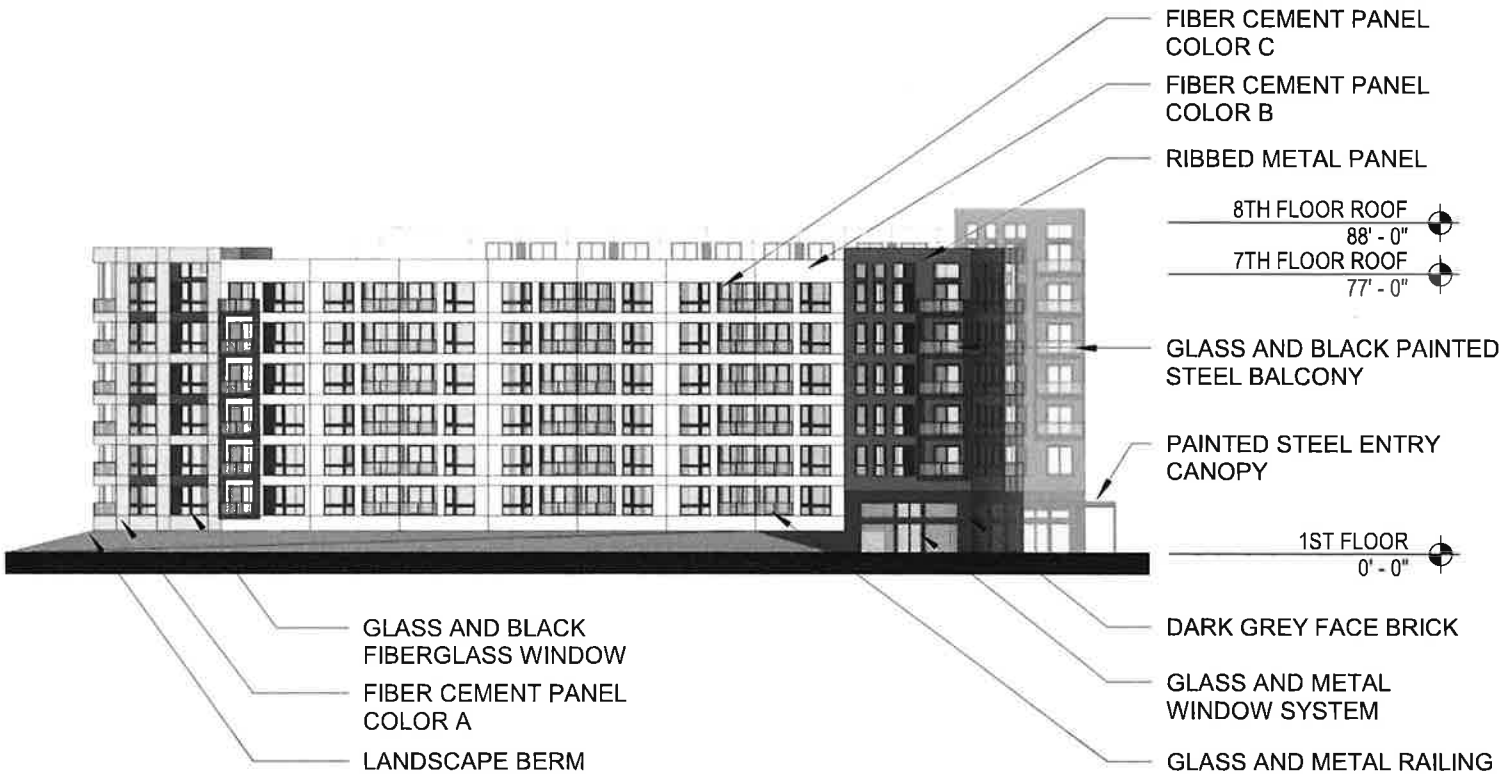 FIBER CEMENT PANEL
COLOR C
FIBER CEMENT PANEL
COLOR B
RIBBED METAL PANEL
8TH FLOOR ROOF
88' - 0"
7TH FLOOR ROOF
77' - 0"
GLASS AND BLACK PAINTED
STEEL BALCONY
PAINTED STEEL ENTRY
CANOPY
1ST FLOOR
0' - 0"
GLASS AND BLACK
FIBERGLASS WINDOW
FIBER CEMENT PANEL
COLOR A
LANDSCAPE BERM
DARK GREY FACE BRICK
GLASS AND METAL
WINDOW SYSTEM
GLASS AND METAL RAILING